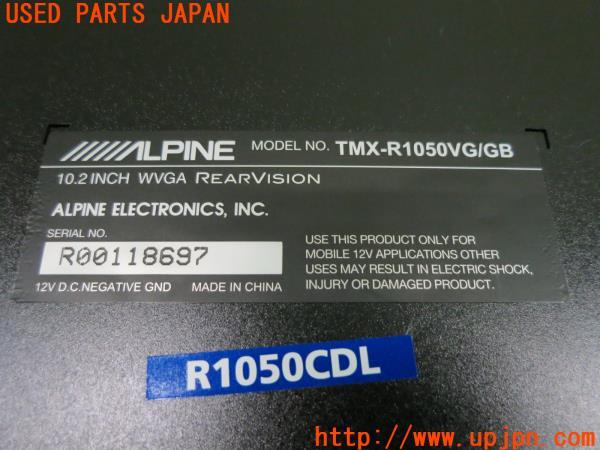 USED PARTS JAPAN
ALPINE MODEL NO. TMX-R1050VG/GB
10.2 INCH WVGA REARVISION
ALPINE ELECTRONICS, INC.
SERIAL NO.
R00118697
12V D.C. NEGATIVE GND MADE IN CHINA
USE THIS PRODUCT ONLY FOR
MOBILE 12V APPLICATIONS OTHER
USES MAY RESULT IN ELECTRIC SHOCK,
INJURY OR DAMAGED PRODUCT.
R1050CDL
http://www.upjpn.com